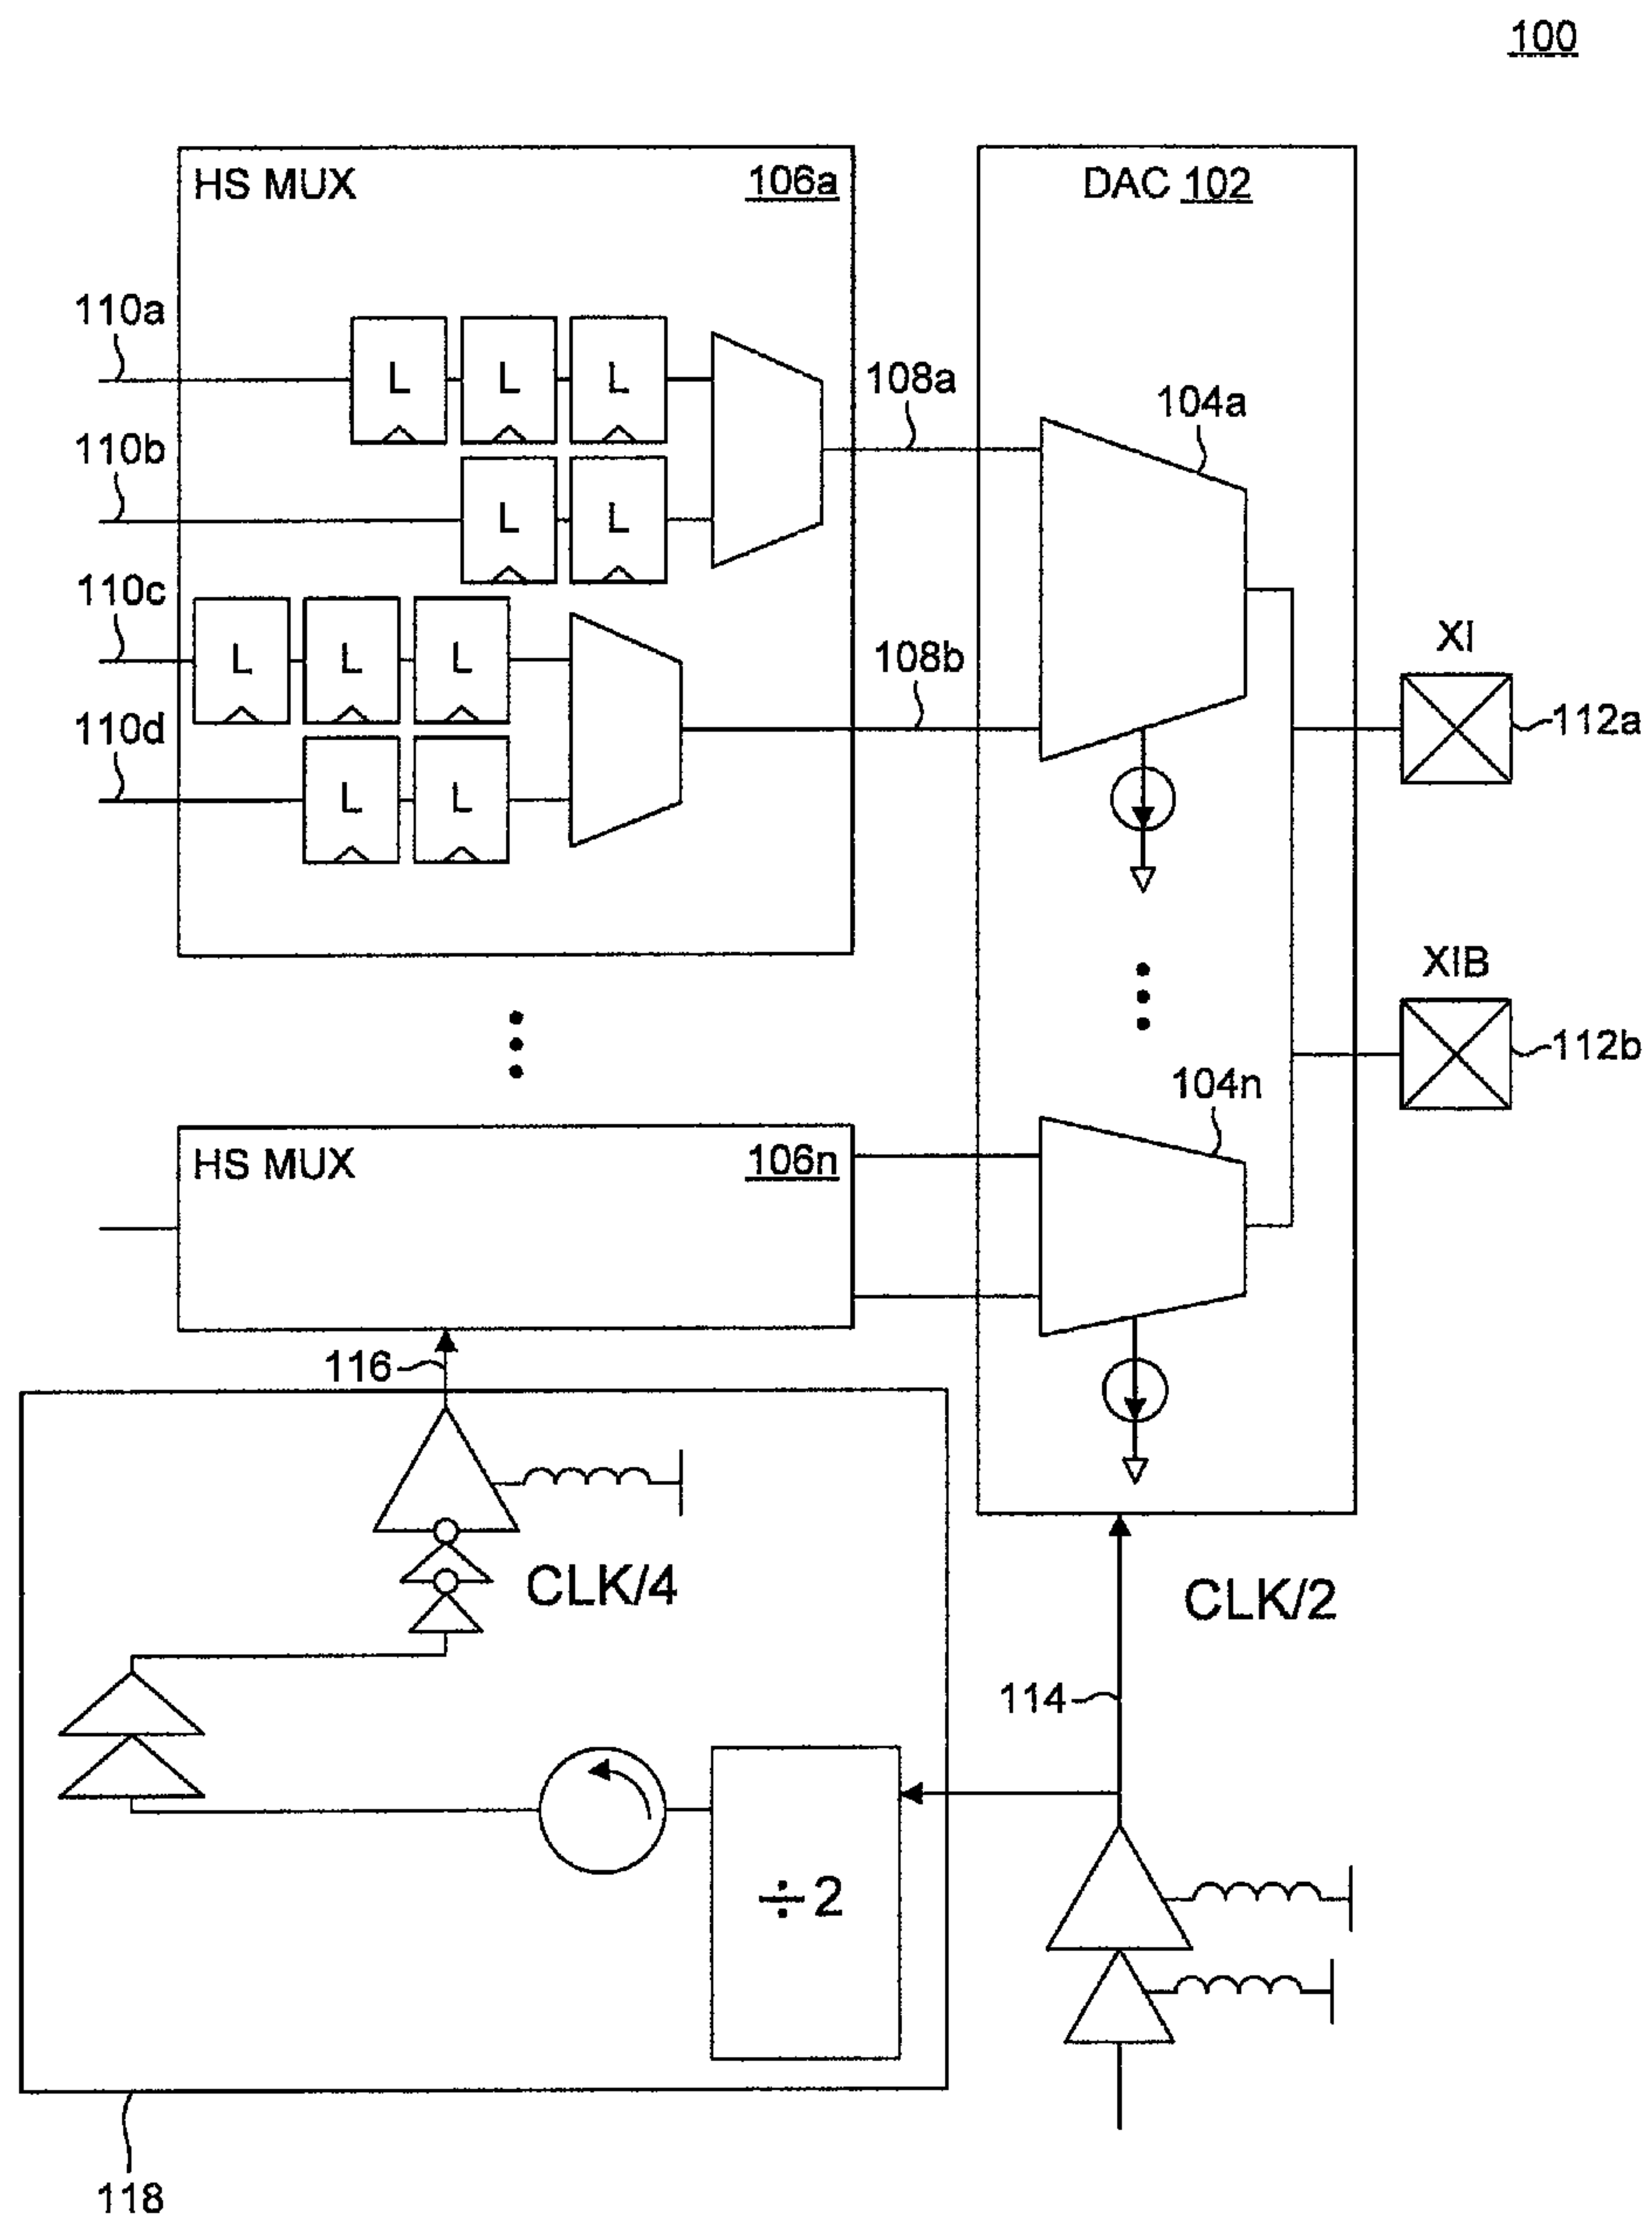 100
HS MUX 106a
DAC 102
110a
L L L
108a
104a
110b
L L
110c
L L L
108b
XI
112a
110d
L L
XIB
112b
104n
HS MUX 106n
116
CLK/4
CLK/2
114
÷2
118